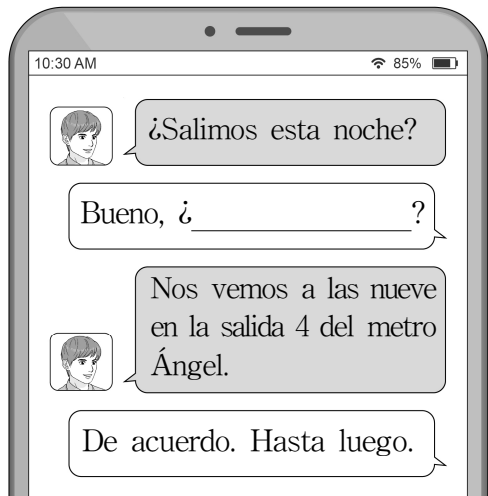 10:30 AM 85%
¿Salimos esta noche?
Bueno, ¿____________________?
Nos vemos a las nueve
en la salida 4 del metro
Ángel.
De acuerdo. Hasta luego.